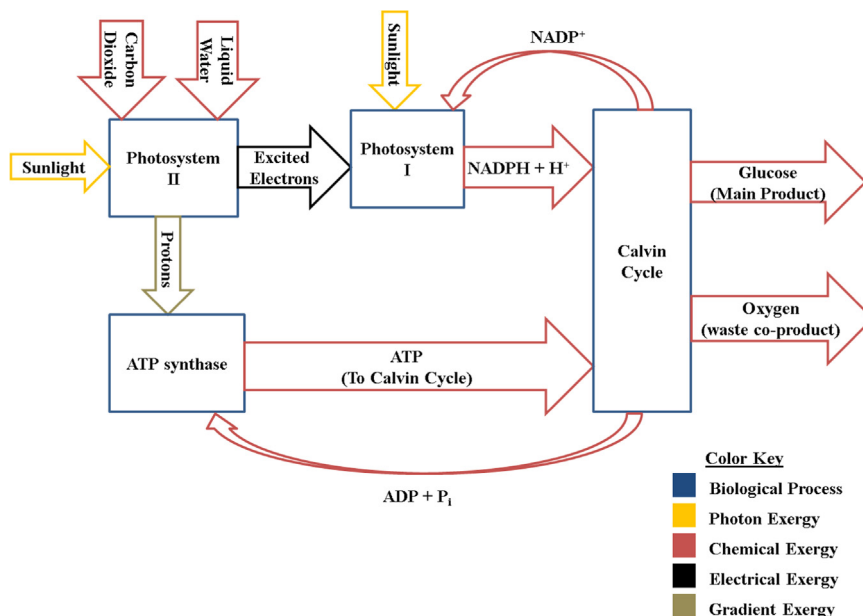 Carbon
Dioxide
Liquid
Water
Sunlight
NADP⁺
Sunlight
Photosystem
II
Excited
Electrons
Photosystem
I
NADPH + H⁺
Glucose
(Main Product)
Protons
Calvin
Cycle
Oxygen
(waste co-product)
ATP synthase
ATP
(To Calvin Cycle)
ADP + Pᵢ
Color Key
Biological Process
Photon Exergy
Chemical Exergy
Electrical Exergy
Gradient Exergy